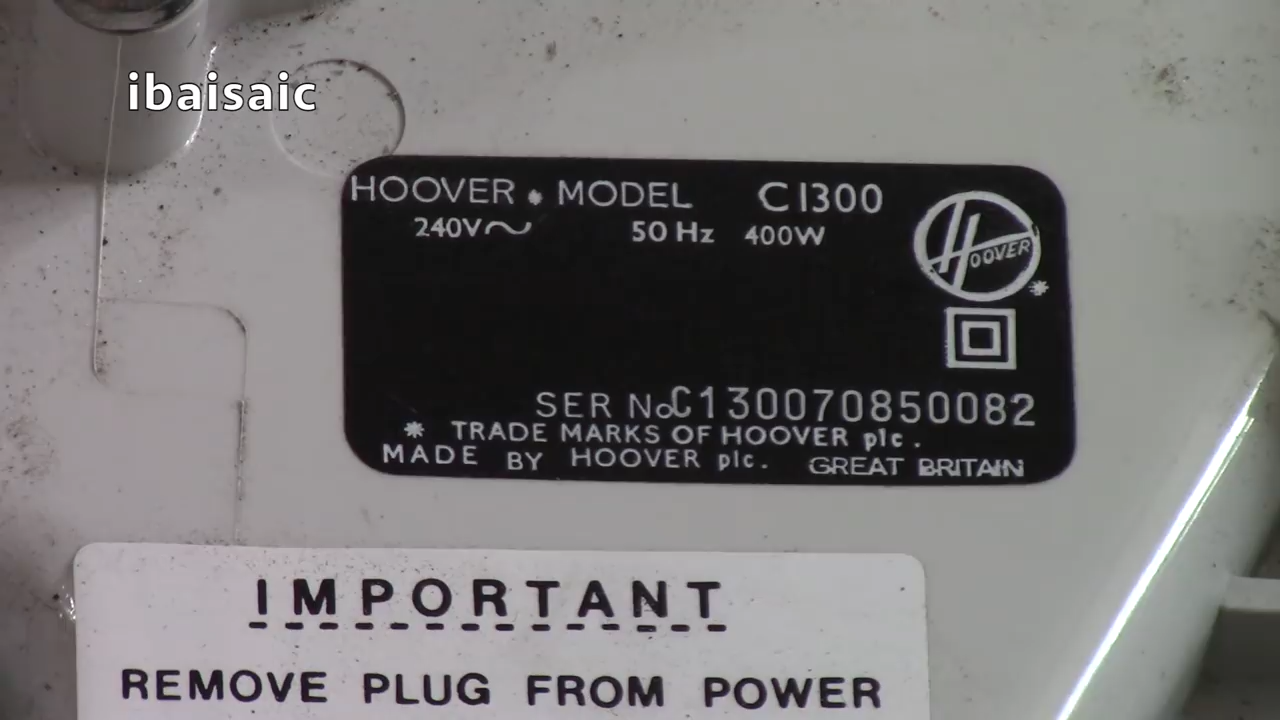 ibaisaic
HOOVER * MODEL C1300
240V~ 50 Hz 400W
HOOVER *
SER No C130070850082
* TRADE MARKS OF HOOVER plc.
MADE BY HOOVER plc. GREAT BRITAIN
IMPORTANT
REMOVE PLUG FROM POWER